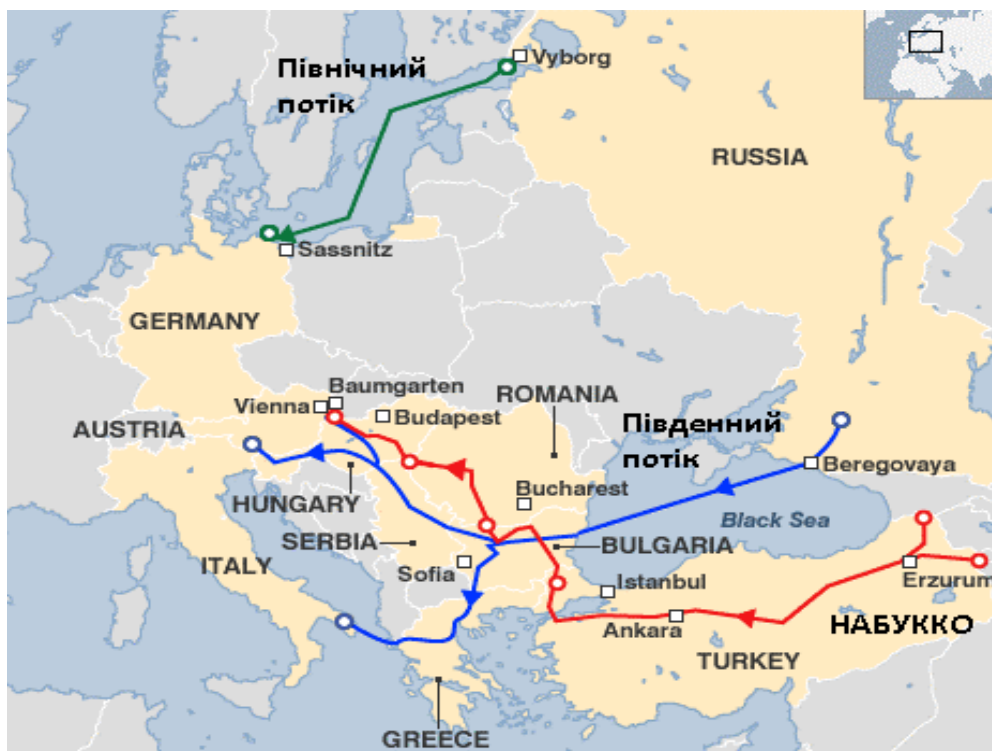 Vyborg
Північний
потік
RUSSIA
Sassnitz
GERMANY
Baumgarten
Vienna
Budapest
ROMANIA
AUSTRIA
Південний
потік
Beregovaya
HUNGARY
Bucharest
Black Sea
SERBIA
BULGARIA
ITALY
Sofia
Istanbul
Erzurum
Ankara
НАБУККО
TURKEY
GREECE